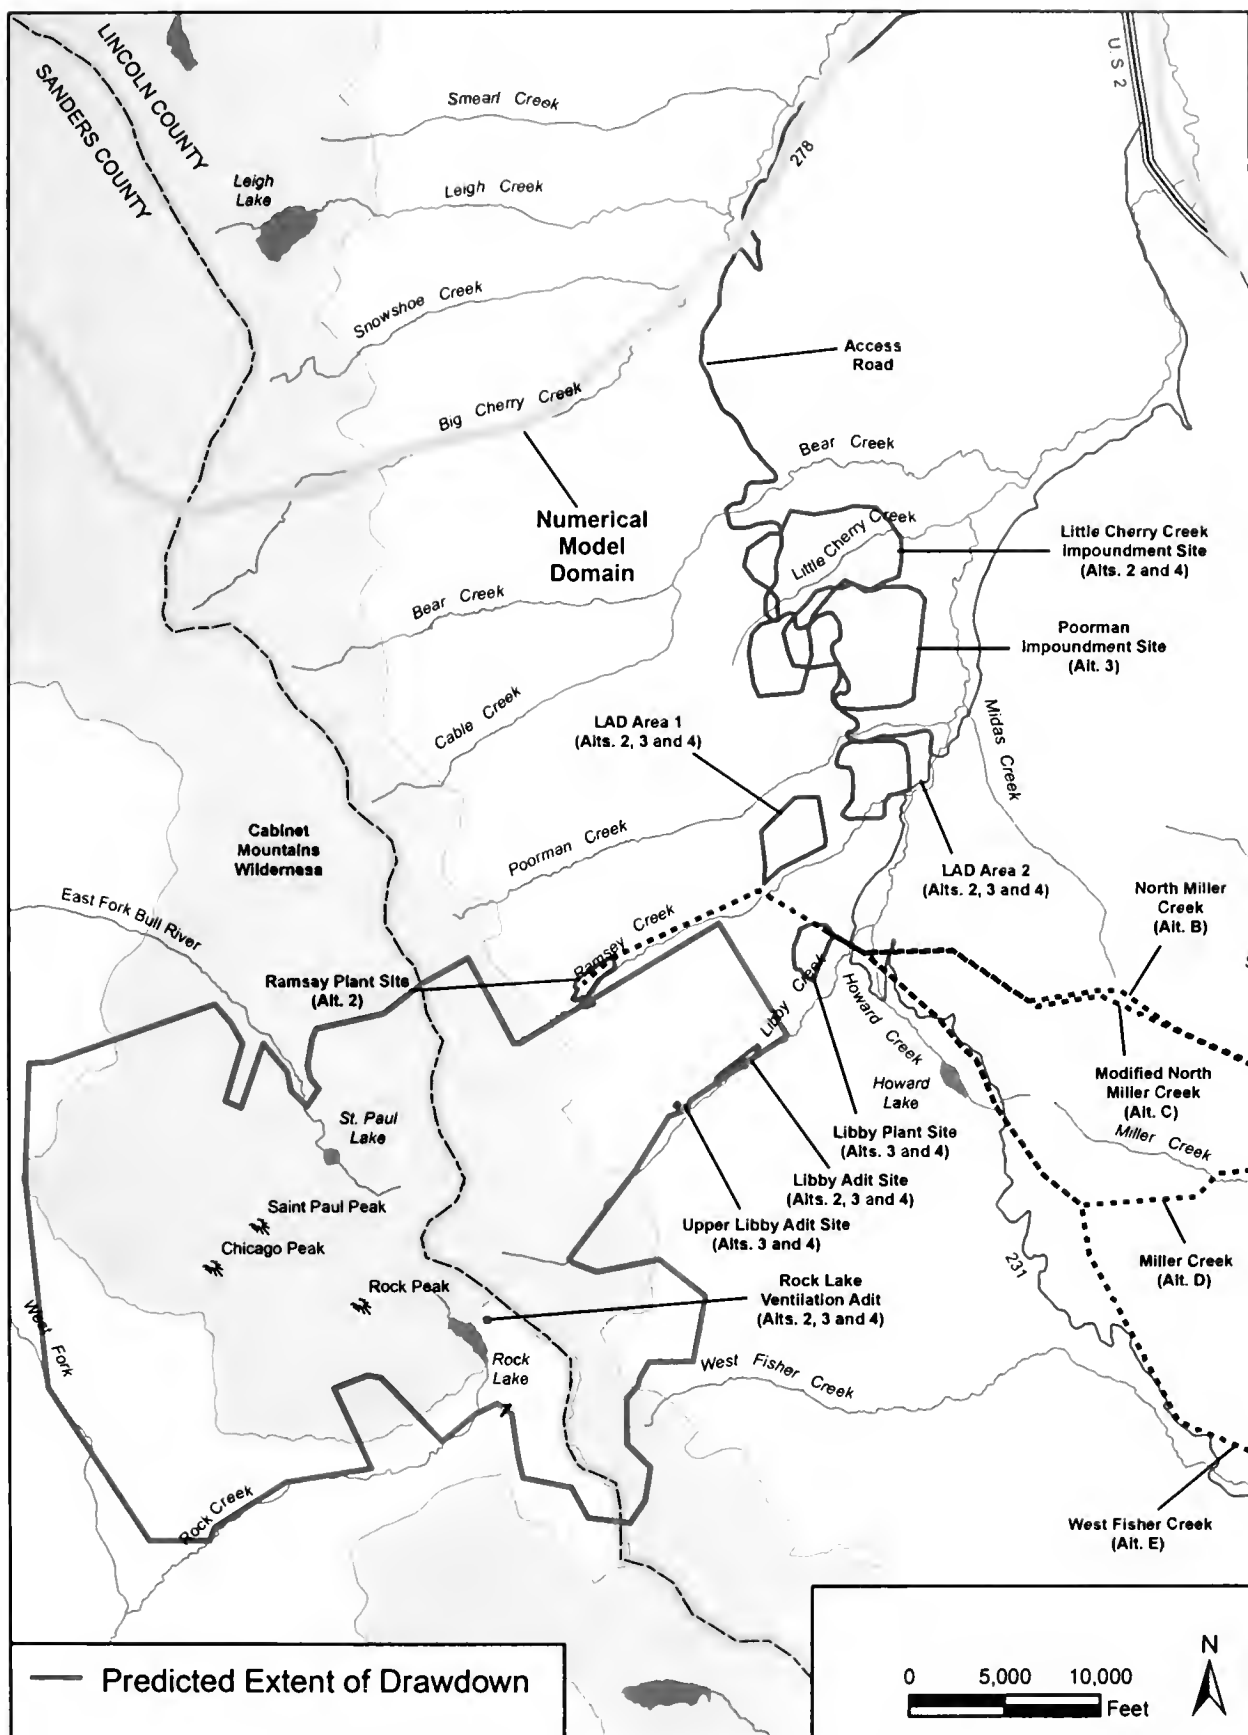 LINCOLN COUNTY
SANDERS COUNTY
U S 2
Smearl Creek
278
Leigh
Lake
Leigh Creek
Snowshoe Creek
Access
Road
Big Cherry Creek
Bear Creek
Numerical
Model
Domain
Little Cherry Creek
Little Cherry Creek
Impoundment Site
(Alts. 2 and 4)
Bear Creek
Poorman
Impoundment Site
(Alt. 3)
Cable Creek
LAD Area 1
(Alts. 2, 3 and 4)
Midas Creek
Cabinet
Mountains
Wilderness
Poorman Creek
LAD Area 2
(Alts. 2, 3 and 4)
North Miller
Creek
(Alt. B)
East Fork Bull River
Ramsey Creek
Ramsay Plant Site
(Alt. 2)
Libby Creek
Howard Creek
Howard
Lake
Modified North
Miller Creek
(Alt. C)
St. Paul
Lake
Libby Plant Site
(Alts. 3 and 4)
Miller Creek
Libby Adit Site
(Alts. 2, 3 and 4)
Saint Paul Peak
Upper Libby Adit Site
(Alts. 3 and 4)
Chicago Peak
231
Miller Creek
(Alt. D)
Rock Peak
Rock Lake
Ventilation Adit
(Alts. 2, 3 and 4)
West Fork
Rock
Lake
West Fisher Creek
Rock Creek
West Fisher Creek
(Alt. E)
Predicted Extent of Drawdown
N
0 5,000 10,000
Feet